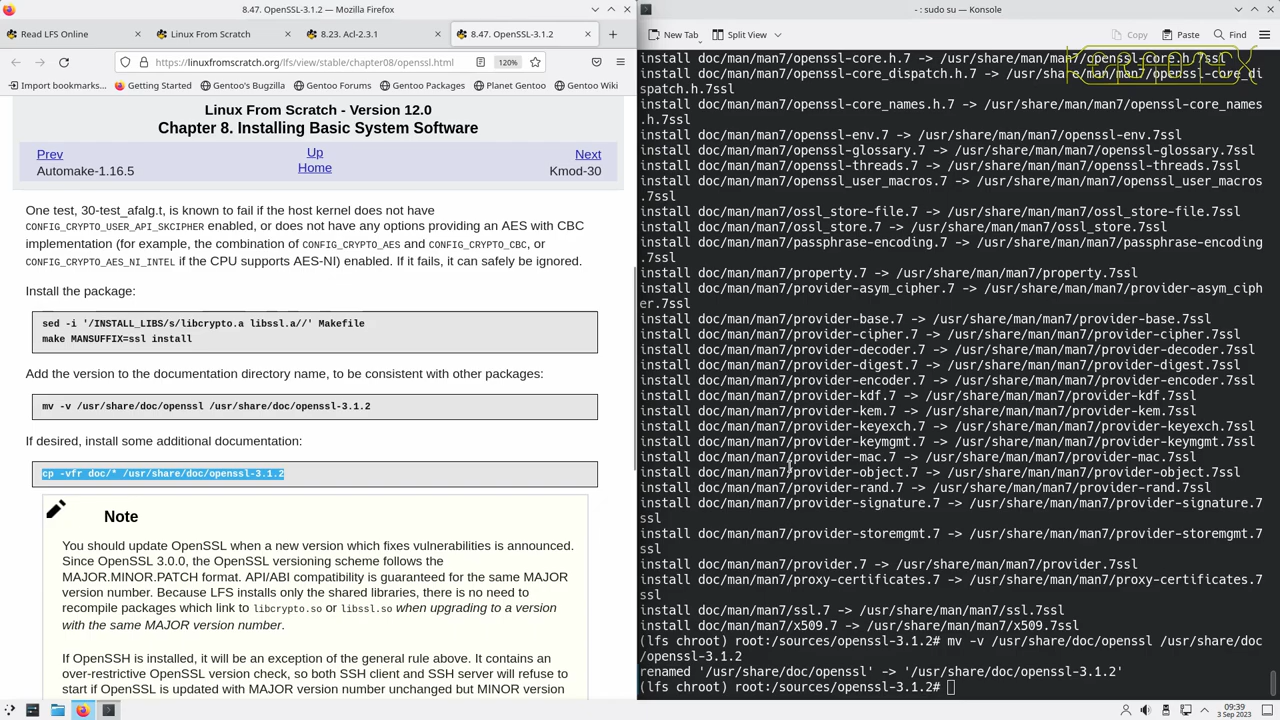 8.47. OpenSSL-3.1.2 — Mozilla Firefox
Read LFS Online
Linux From Scratch
8.23. Acl-2.3.1
8.47. OpenSSL-3.1.2
https://linuxfromscratch.org/lfs/view/stable/chapter08/openssl.html
120%
Import bookmarks...
Getting Started
Gentoo's Bugzilla
Gentoo Forums
Gentoo Packages
Planet Gentoo
Gentoo Wiki
Linux From Scratch - Version 12.0
Chapter 8. Installing Basic System Software
Prev
Up
Next
Automake-1.16.5
Home
Kmod-30
One test, 30-test_afalg.t, is known to fail if the host kernel does not have
CONFIG_CRYPTO_USER_API_SKCIPHER enabled, or does not have any options providing an AES with CBC
implementation (for example, the combination of CONFIG_CRYPTO_AES and CONFIG_CRYPTO_CBC, or
CONFIG_CRYPTO_AES_NI_INTEL if the CPU supports AES-NI) enabled. If it fails, it can safely be ignored.
Install the package:
sed -i '/INSTALL_LIBS/s/libcrypto.a libssl.a//' Makefile
make MANSUFFIX=ssl install
Add the version to the documentation directory name, to be consistent with other packages:
mv -v /usr/share/doc/openssl /usr/share/doc/openssl-3.1.2
If desired, install some additional documentation:
cp -vfr doc/* /usr/share/doc/openssl-3.1.2
Note
You should update OpenSSL when a new version which fixes vulnerabilities is announced.
Since OpenSSL 3.0.0, the OpenSSL versioning scheme follows the
MAJOR.MINOR.PATCH format. API/ABI compatibility is guaranteed for the same MAJOR
version number. Because LFS installs only the shared libraries, there is no need to
recompile packages which link to libcrypto.so or libssl.so when upgrading to a version
with the same MAJOR version number.
If OpenSSH is installed, it will be an exception of the general rule above. It contains an
over-restrictive OpenSSL version check, so both SSH client and SSH server will refuse to
start if OpenSSL is updated with MAJOR version number unchanged but MINOR version
- : sudo su — Konsole
New Tab
Split View
Copy
Paste
Find
install doc/man/man7/openssl-core.h.7 -> /usr/share/man/man7/openssl-core.h.7ssl
install doc/man/man7/openssl-core_dispatch.h.7 -> /usr/share/man/man7/openssl-core_di
spatch.h.7ssl
install doc/man/man7/openssl-core_names.h.7 -> /usr/share/man/man7/openssl-core_names
.h.7ssl
install doc/man/man7/openssl-env.7 -> /usr/share/man/man7/openssl-env.7ssl
install doc/man/man7/openssl-glossary.7 -> /usr/share/man/man7/openssl-glossary.7ssl
install doc/man/man7/openssl-threads.7 -> /usr/share/man/man7/openssl-threads.7ssl
install doc/man/man7/openssl_user_macros.7 -> /usr/share/man/man7/openssl_user_macros
.7ssl
install doc/man/man7/ossl_store-file.7 -> /usr/share/man/man7/ossl_store-file.7ssl
install doc/man/man7/ossl_store.7 -> /usr/share/man/man7/ossl_store.7ssl
install doc/man/man7/passphrase-encoding.7 -> /usr/share/man/man7/passphrase-encoding
.7ssl
install doc/man/man7/property.7 -> /usr/share/man/man7/property.7ssl
install doc/man/man7/provider-asym_cipher.7 -> /usr/share/man/man7/provider-asym_ciph
er.7ssl
install doc/man/man7/provider-base.7 -> /usr/share/man/man7/provider-base.7ssl
install doc/man/man7/provider-cipher.7 -> /usr/share/man/man7/provider-cipher.7ssl
install doc/man/man7/provider-decoder.7 -> /usr/share/man/man7/provider-decoder.7ssl
install doc/man/man7/provider-digest.7 -> /usr/share/man/man7/provider-digest.7ssl
install doc/man/man7/provider-encoder.7 -> /usr/share/man/man7/provider-encoder.7ssl
install doc/man/man7/provider-kdf.7 -> /usr/share/man/man7/provider-kdf.7ssl
install doc/man/man7/provider-kem.7 -> /usr/share/man/man7/provider-kem.7ssl
install doc/man/man7/provider-keyexch.7 -> /usr/share/man/man7/provider-keyexch.7ssl
install doc/man/man7/provider-keymgmt.7 -> /usr/share/man/man7/provider-keymgmt.7ssl
install doc/man/man7/provider-mac.7 -> /usr/share/man/man7/provider-mac.7ssl
install doc/man/man7/provider-object.7 -> /usr/share/man/man7/provider-object.7ssl
install doc/man/man7/provider-rand.7 -> /usr/share/man/man7/provider-rand.7ssl
install doc/man/man7/provider-signature.7 -> /usr/share/man/man7/provider-signature.7
ssl
install doc/man/man7/provider-storemgmt.7 -> /usr/share/man/man7/provider-storemgmt.7
ssl
install doc/man/man7/provider.7 -> /usr/share/man/man7/provider.7ssl
install doc/man/man7/proxy-certificates.7 -> /usr/share/man/man7/proxy-certificates.7
ssl
install doc/man/man7/ssl.7 -> /usr/share/man/man7/ssl.7ssl
install doc/man/man7/x509.7 -> /usr/share/man/man7/x509.7ssl
(lfs chroot) root:/sources/openssl-3.1.2# mv -v /usr/share/doc/openssl /usr/share/doc
/openssl-3.1.2
renamed '/usr/share/doc/openssl' -> '/usr/share/doc/openssl-3.1.2'
(lfs chroot) root:/sources/openssl-3.1.2#
09:39
3 Sep 2023